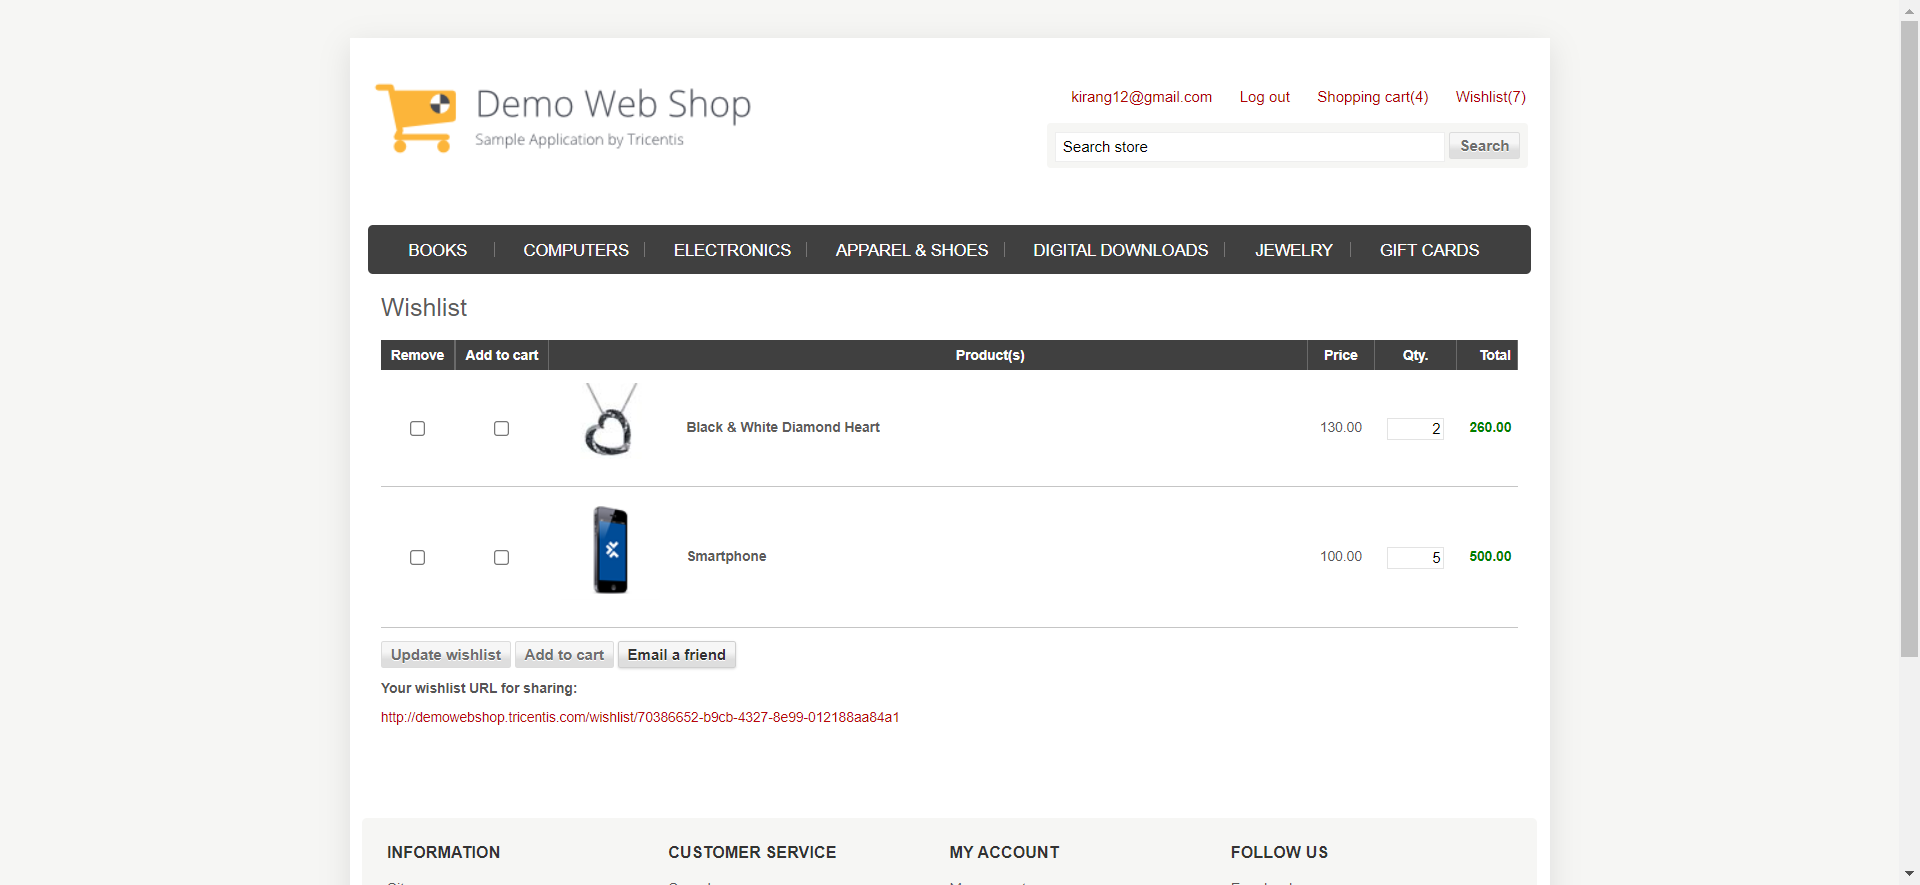 Demo Web Shop
Sample Application by Tricentis
kirang12@gmail.com Log out Shopping cart(4) Wishlist(7)
Search store Search
BOOKS COMPUTERS ELECTRONICS APPAREL & SHOES DIGITAL DOWNLOADS JEWELRY GIFT CARDS
Wishlist
Remove Add to cart Product(s) Price Qty. Total
Black & White Diamond Heart 130.00 2 260.00
Smartphone 100.00 5 500.00
Update wishlist Add to cart Email a friend
Your wishlist URL for sharing:
http://demowebshop.tricentis.com/wishlist/70386652-b9cb-4327-8e99-012188aa84a1
INFORMATION CUSTOMER SERVICE MY ACCOUNT FOLLOW US